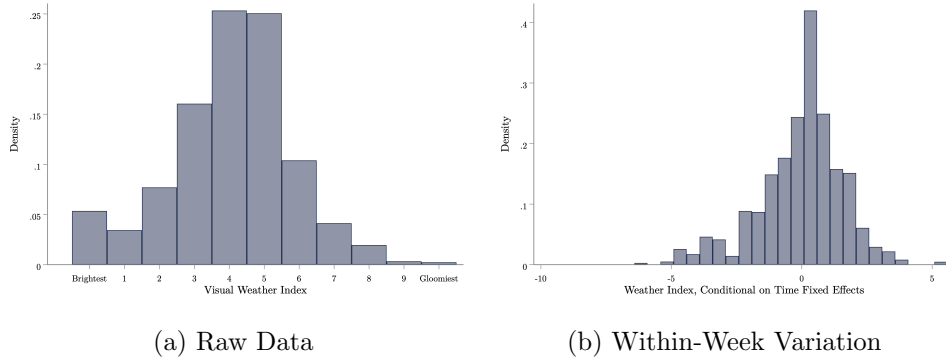 .25
.2
.15
.1
.05
0
Density
Brightest 1 2 3 4 5 6 7 8 9 Gloomiest
Visual Weather Index
(a) Raw Data
.4
.3
.2
.1
0
Density
-10 -5 0 5
Weather Index, Conditional on Time Fixed Effects
(b) Within-Week Variation